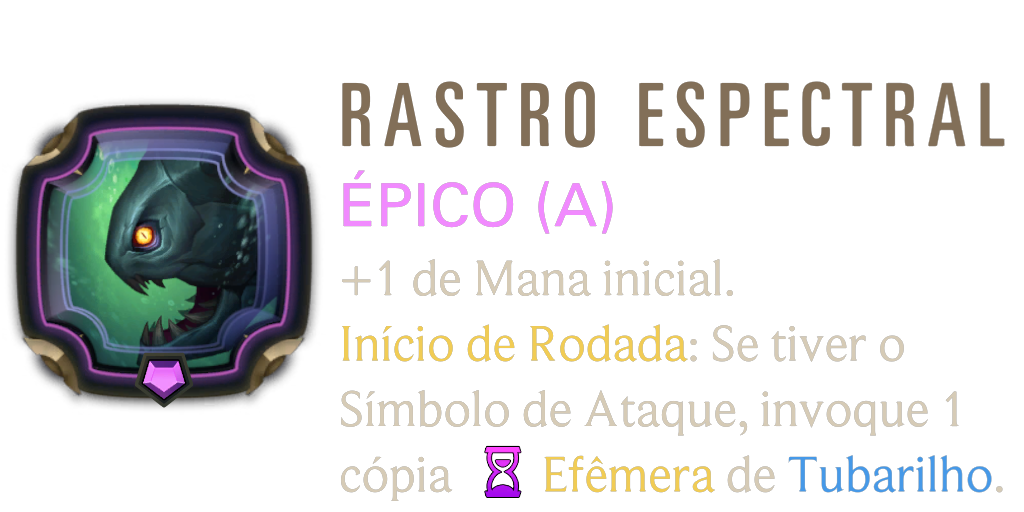 RASTRO ESPECTRAL
ÉPICO (A)
+1 de Mana inicial.
Início de Rodada: Se tiver o
Símbolo de Ataque, invoque 1
cópia Efêmera de Tubarilho.